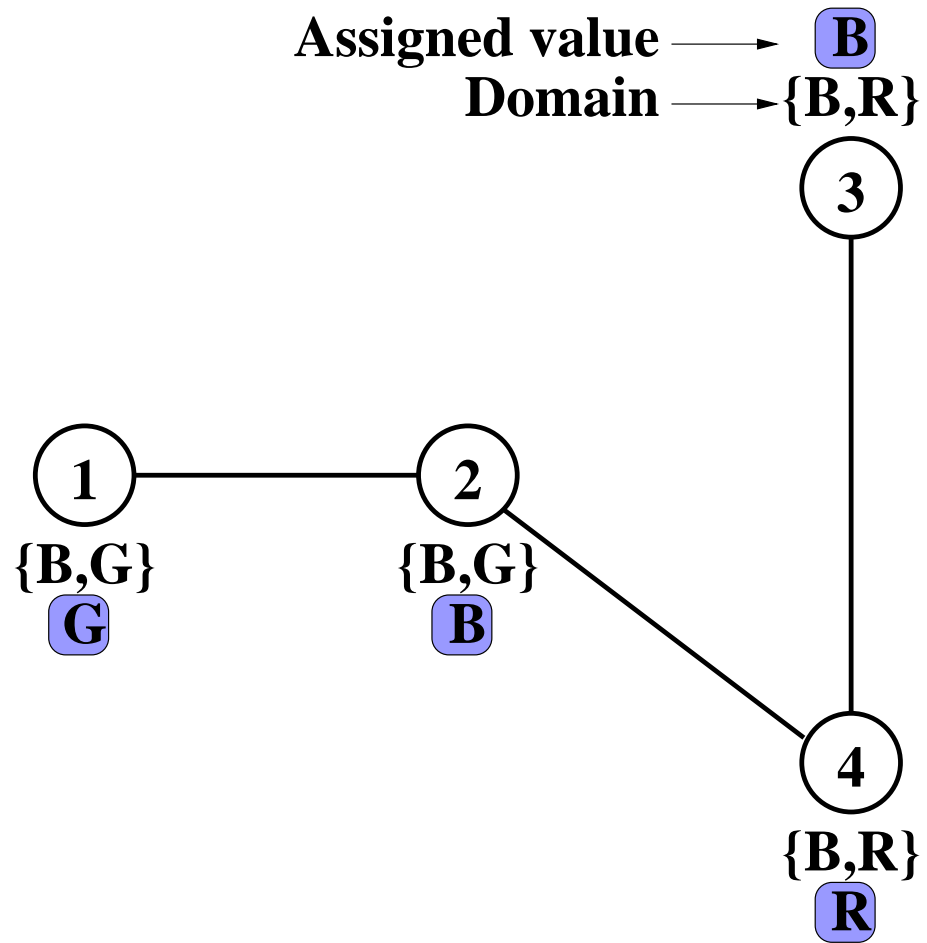 Assigned value B
Domain {B,R}
3
1 2
{B,G} {B,G}
G B
4
{B,R}
R